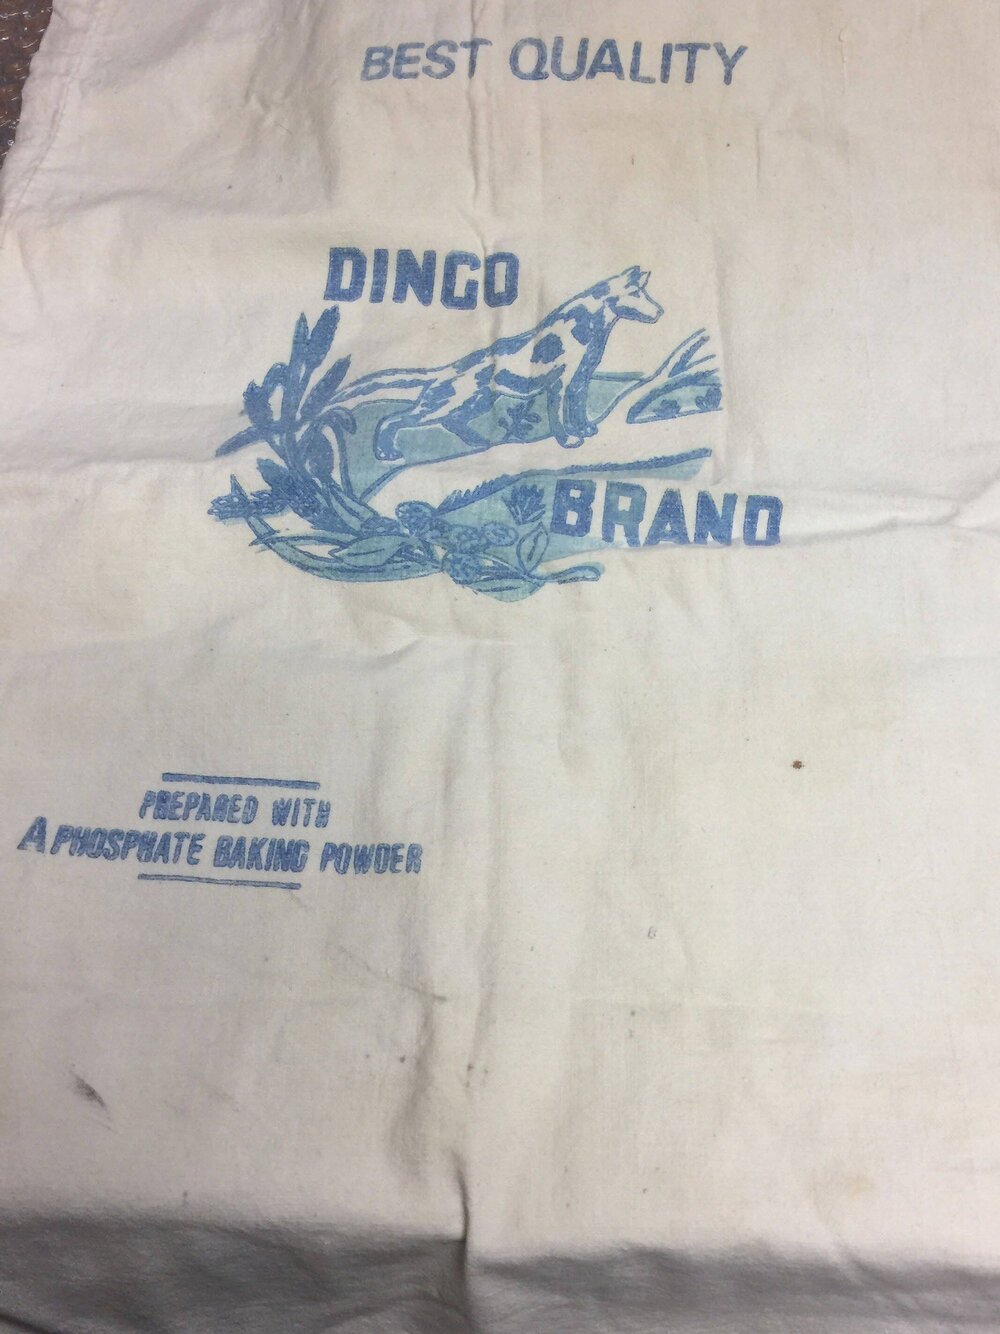 BEST QUALITY
DINGO
BRAND
PREPARED WITH
A PHOSPHATE BAKING POWDER